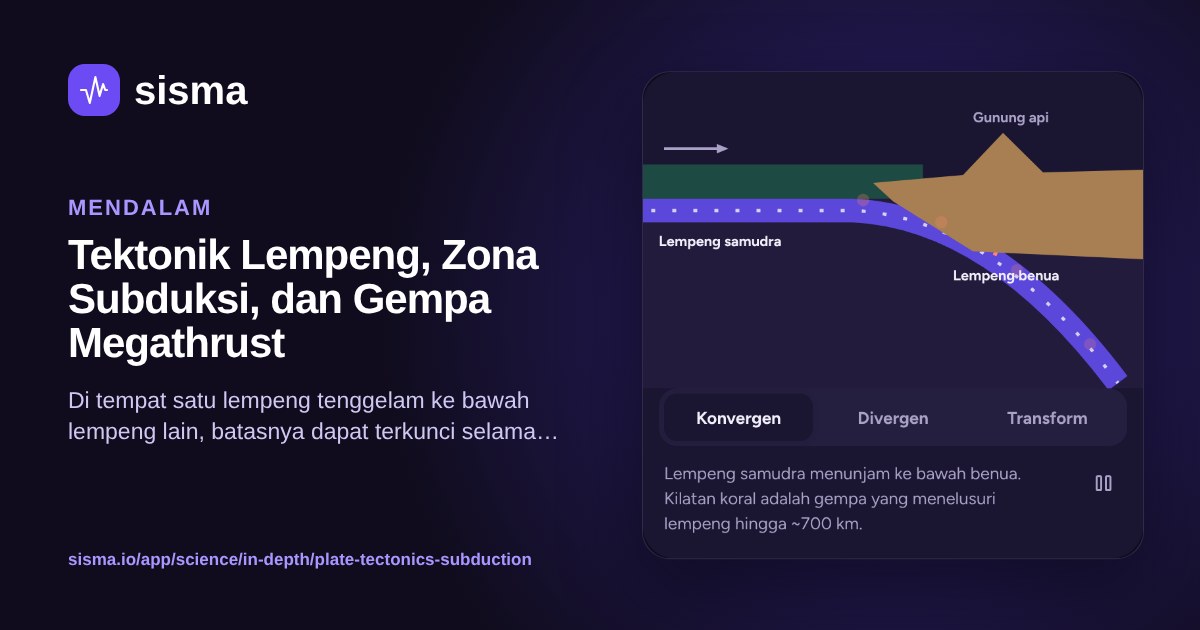 sisma
MENDALAM
Tektonik Lempeng, Zona
Subduksi, dan Gempa
Megathrust
Di tempat satu lempeng tenggelam ke bawah
lempeng lain, batasnya dapat terkunci selama…
sisma.io/app/science/in-depth/plate-tectonics-subduction
Gunung api
Lempeng samudra
Lempeng benua
Konvergen Divergen Transform
Lempeng samudra menunjam ke bawah benua.
Kilatan koral adalah gempa yang menelusuri
lempeng hingga ~700 km.